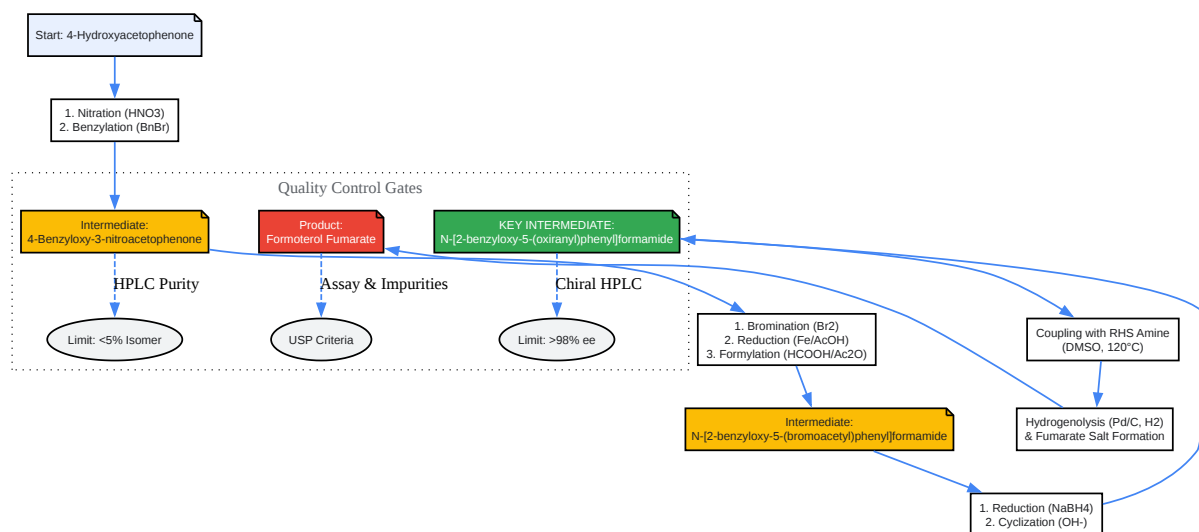 Start: 4-Hydroxyacetophenone
1. Nitration (HNO3)
2. Benzylation (BnBr)
Quality Control Gates
Intermediate:
4-Benzyloxy-3-nitroacetophenone
Product:
Formoterol Fumarate
KEY INTERMEDIATE:
N-[2-benzyloxy-5-(oxiranyl)phenyl]formamide
HPLC Purity
Assay & Impurities
Chiral HPLC
Limit: <5% Isomer
USP Criteria
Limit: >98% ee
1. Bromination (Br2)
2. Reduction (Fe/AcOH)
3. Formylation (HCOOH/Ac2O)
Coupling with RHS Amine
(DMSO, 120°C)
Intermediate:
N-[2-benzyloxy-5-(bromoacetyl)phenyl]formamide
Hydrogenolysis (Pd/C, H2)
& Fumarate Salt Formation
1. Reduction (NaBH4)
2. Cyclization (OH-)